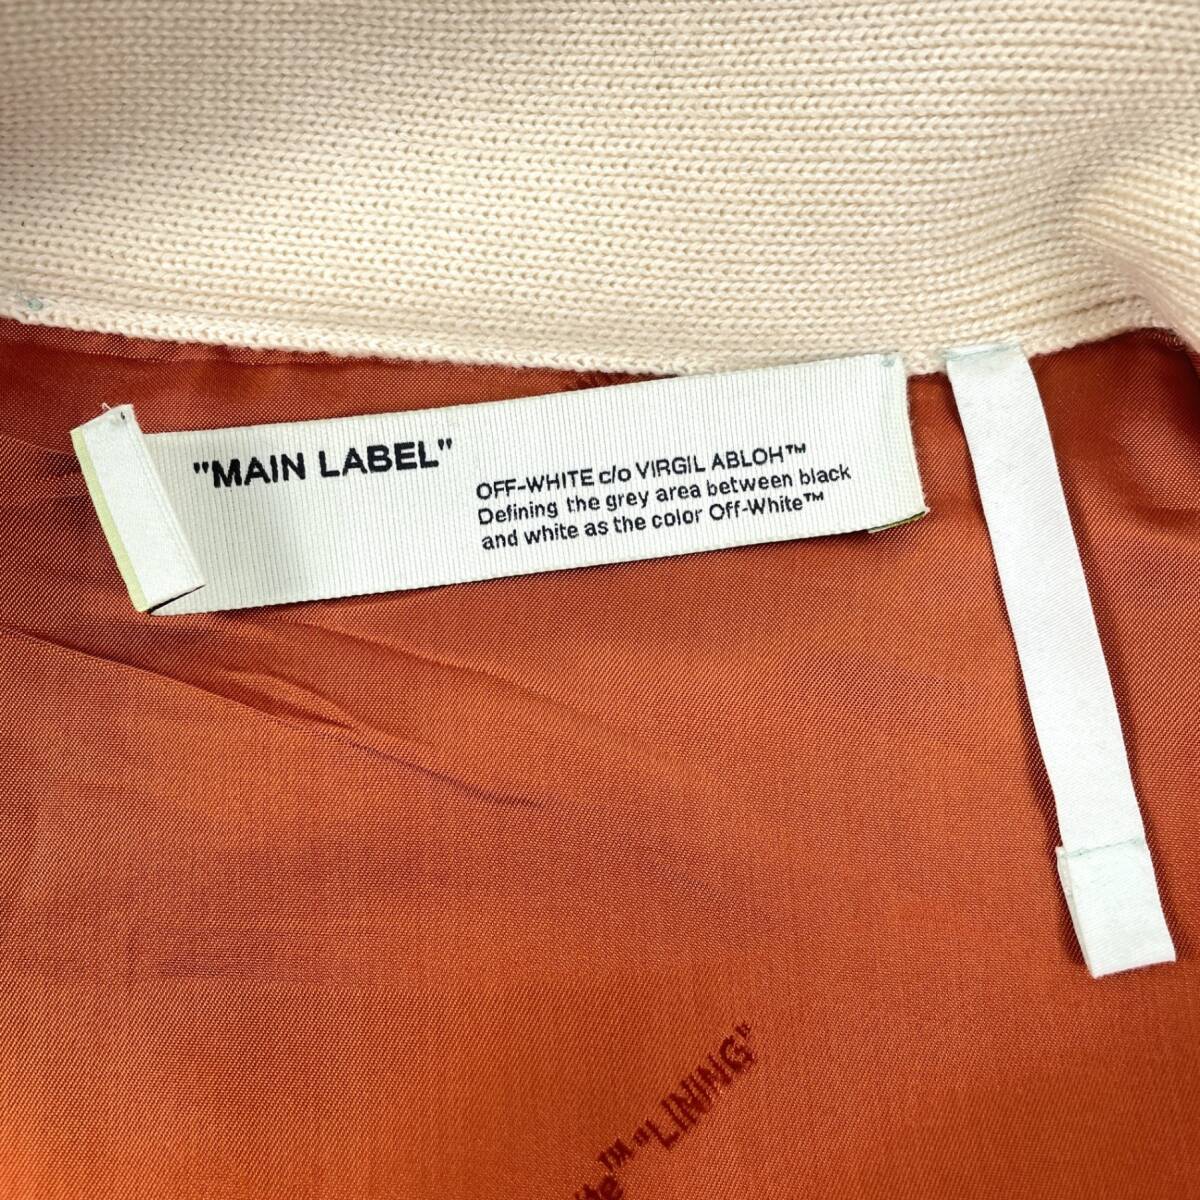 "MAIN LABEL"
OFF-WHITE c/o VIRGIL ABLOH™
Defining the grey area between black
and white as the color Off-White™
™ "LINING"